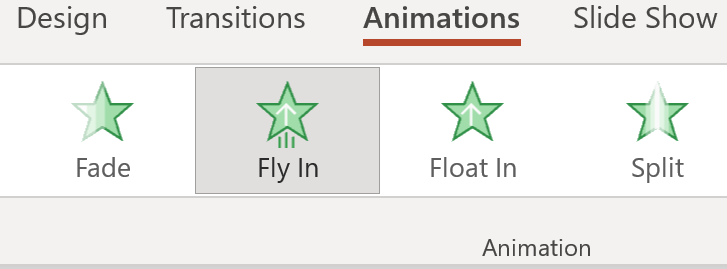 Design Transitions Animations Slide Show
Fade Fly In Float In Split
Animation